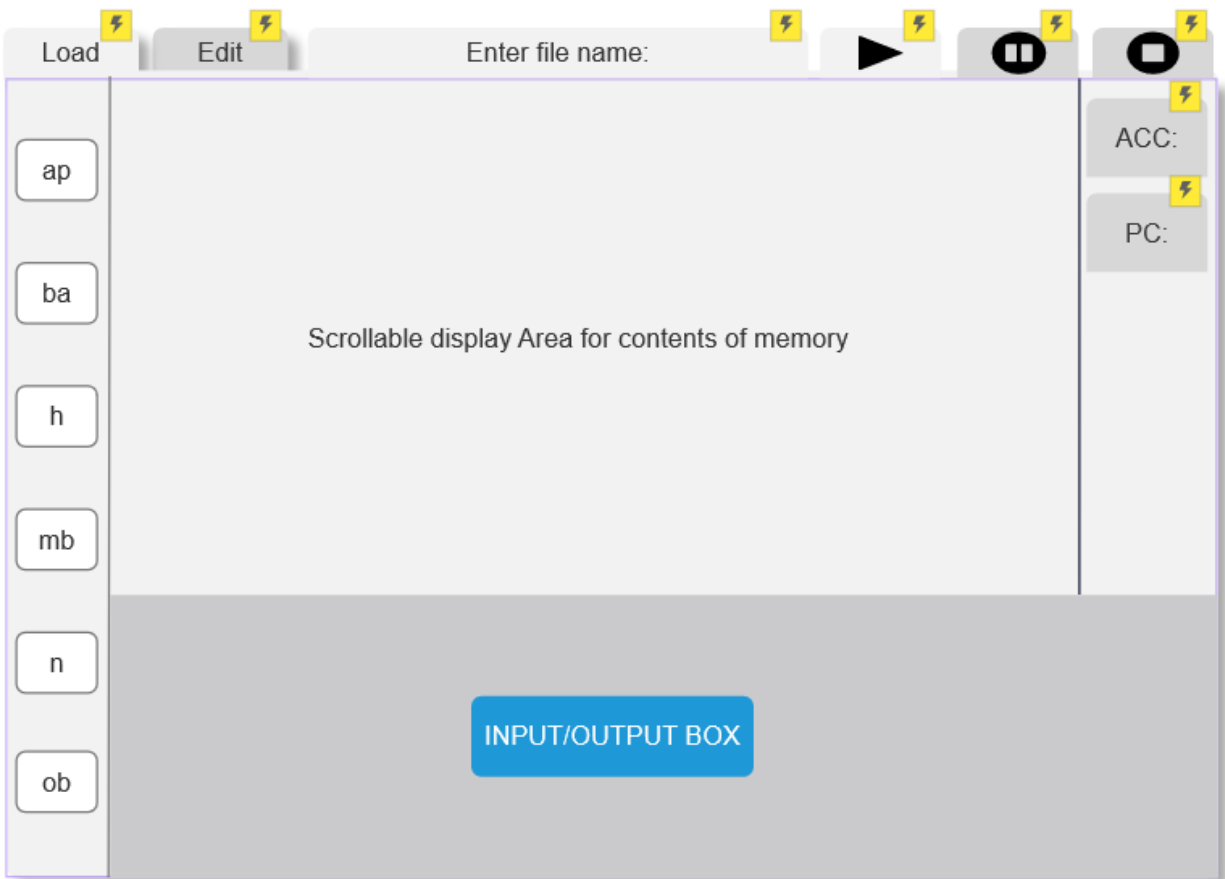 Load
Edit
Enter file name:
ACC:
PC:
ap
ba
h
mb
n
ob
Scrollable display Area for contents of memory
INPUT/OUTPUT BOX